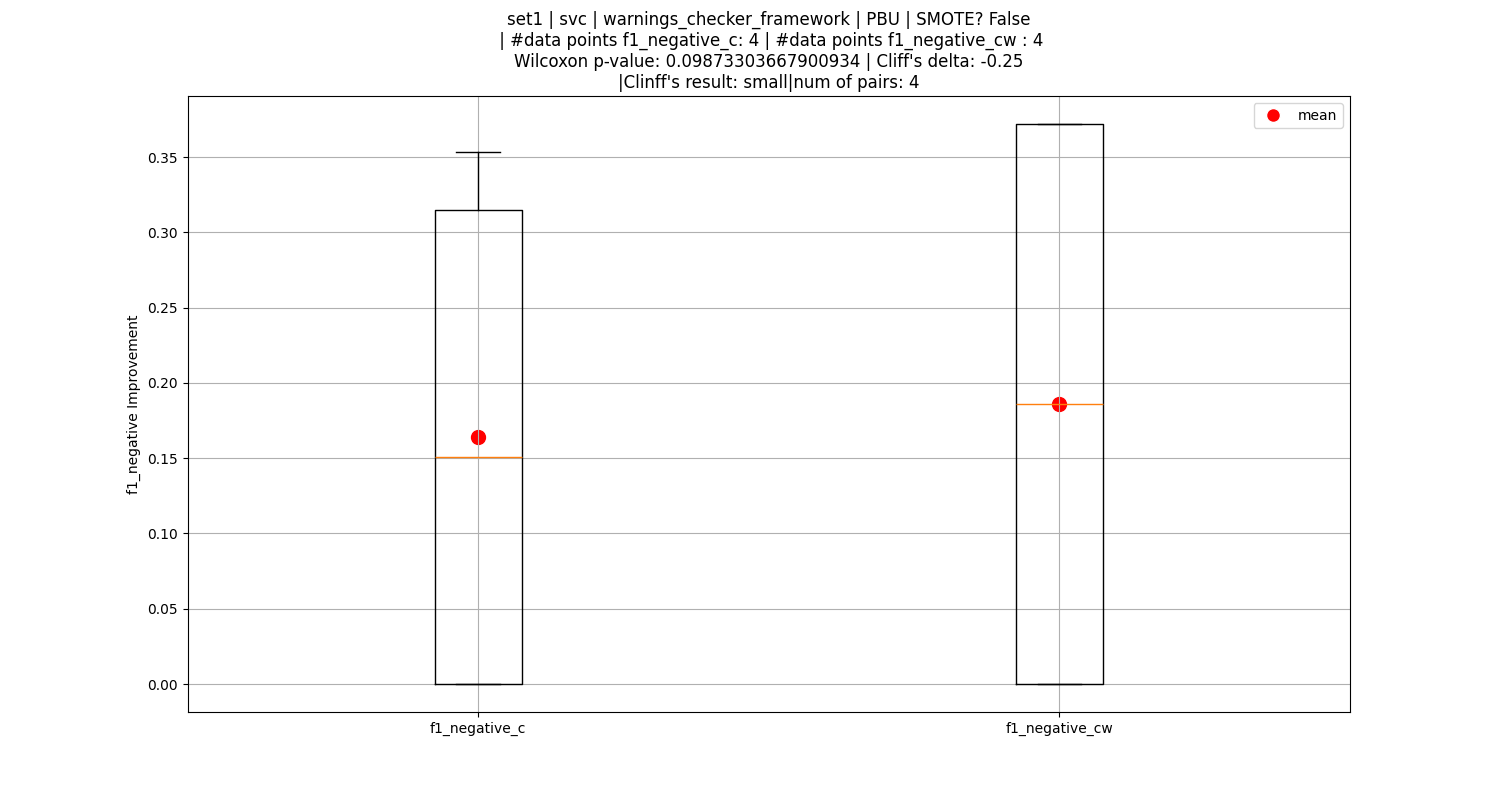 set1 | svc | warnings_checker_framework | PBU | SMOTE? False
| #data points f1_negative_c: 4 | #data points f1_negative_cw : 4
Wilcoxon p-value: 0.09873303667900934 | Cliff's delta: -0.25
|Clinff's result: small|num of pairs: 4
mean
0.35
0.30
0.25
0.20
0.15
0.10
0.05
0.00
f1_negative Improvement
f1_negative_c
f1_negative_cw